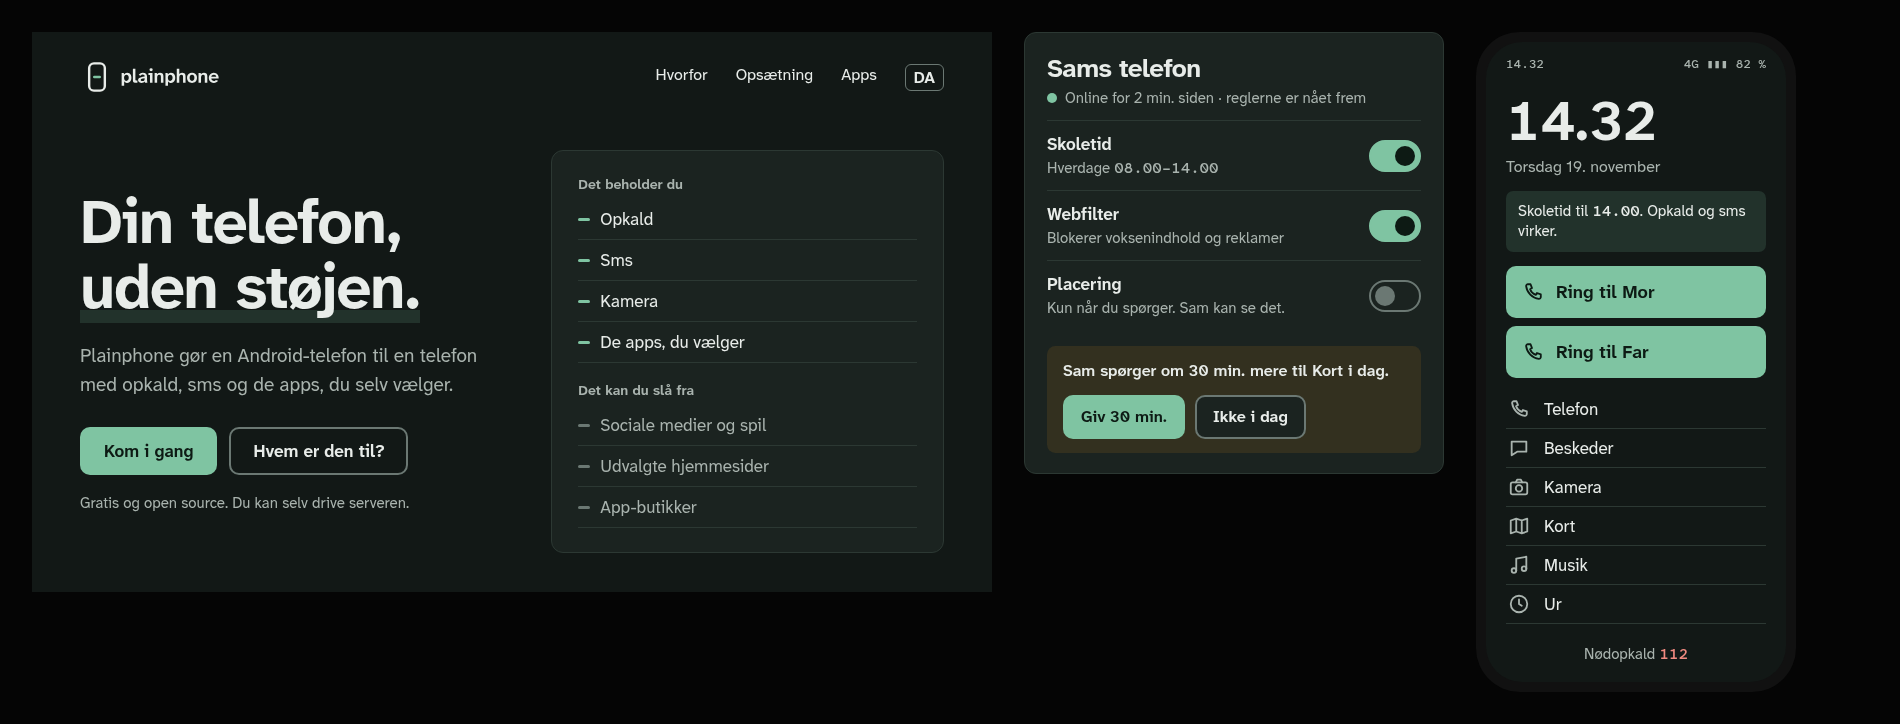 plainphone
Hvorfor
Opsætning
Apps
DA
Din telefon,
uden støjen.
Plainphone gør en Android-telefon til en telefon
med opkald, sms og de apps, du selv vælger.
Kom i gang
Hvem er den til?
Gratis og open source. Du kan selv drive serveren.
Det beholder du
Opkald
Sms
Kamera
De apps, du vælger
Det kan du slå fra
Sociale medier og spil
Udvalgte hjemmesider
App-butikker
Sams telefon
Online for 2 min. siden · reglerne er nået frem
Skoletid
Hverdage 08.00–14.00
Webfilter
Blokerer voksenindhold og reklamer
Placering
Kun når du spørger. Sam kan se det.
Sam spørger om 30 min. mere til Kort i dag.
Giv 30 min.
Ikke i dag
14.32
4G 82 %
14.32
Torsdag 19. november
Skoletid til 14.00. Opkald og sms
virker.
Ring til Mor
Ring til Far
Telefon
Beskeder
Kamera
Kort
Musik
Ur
Nødopkald 112